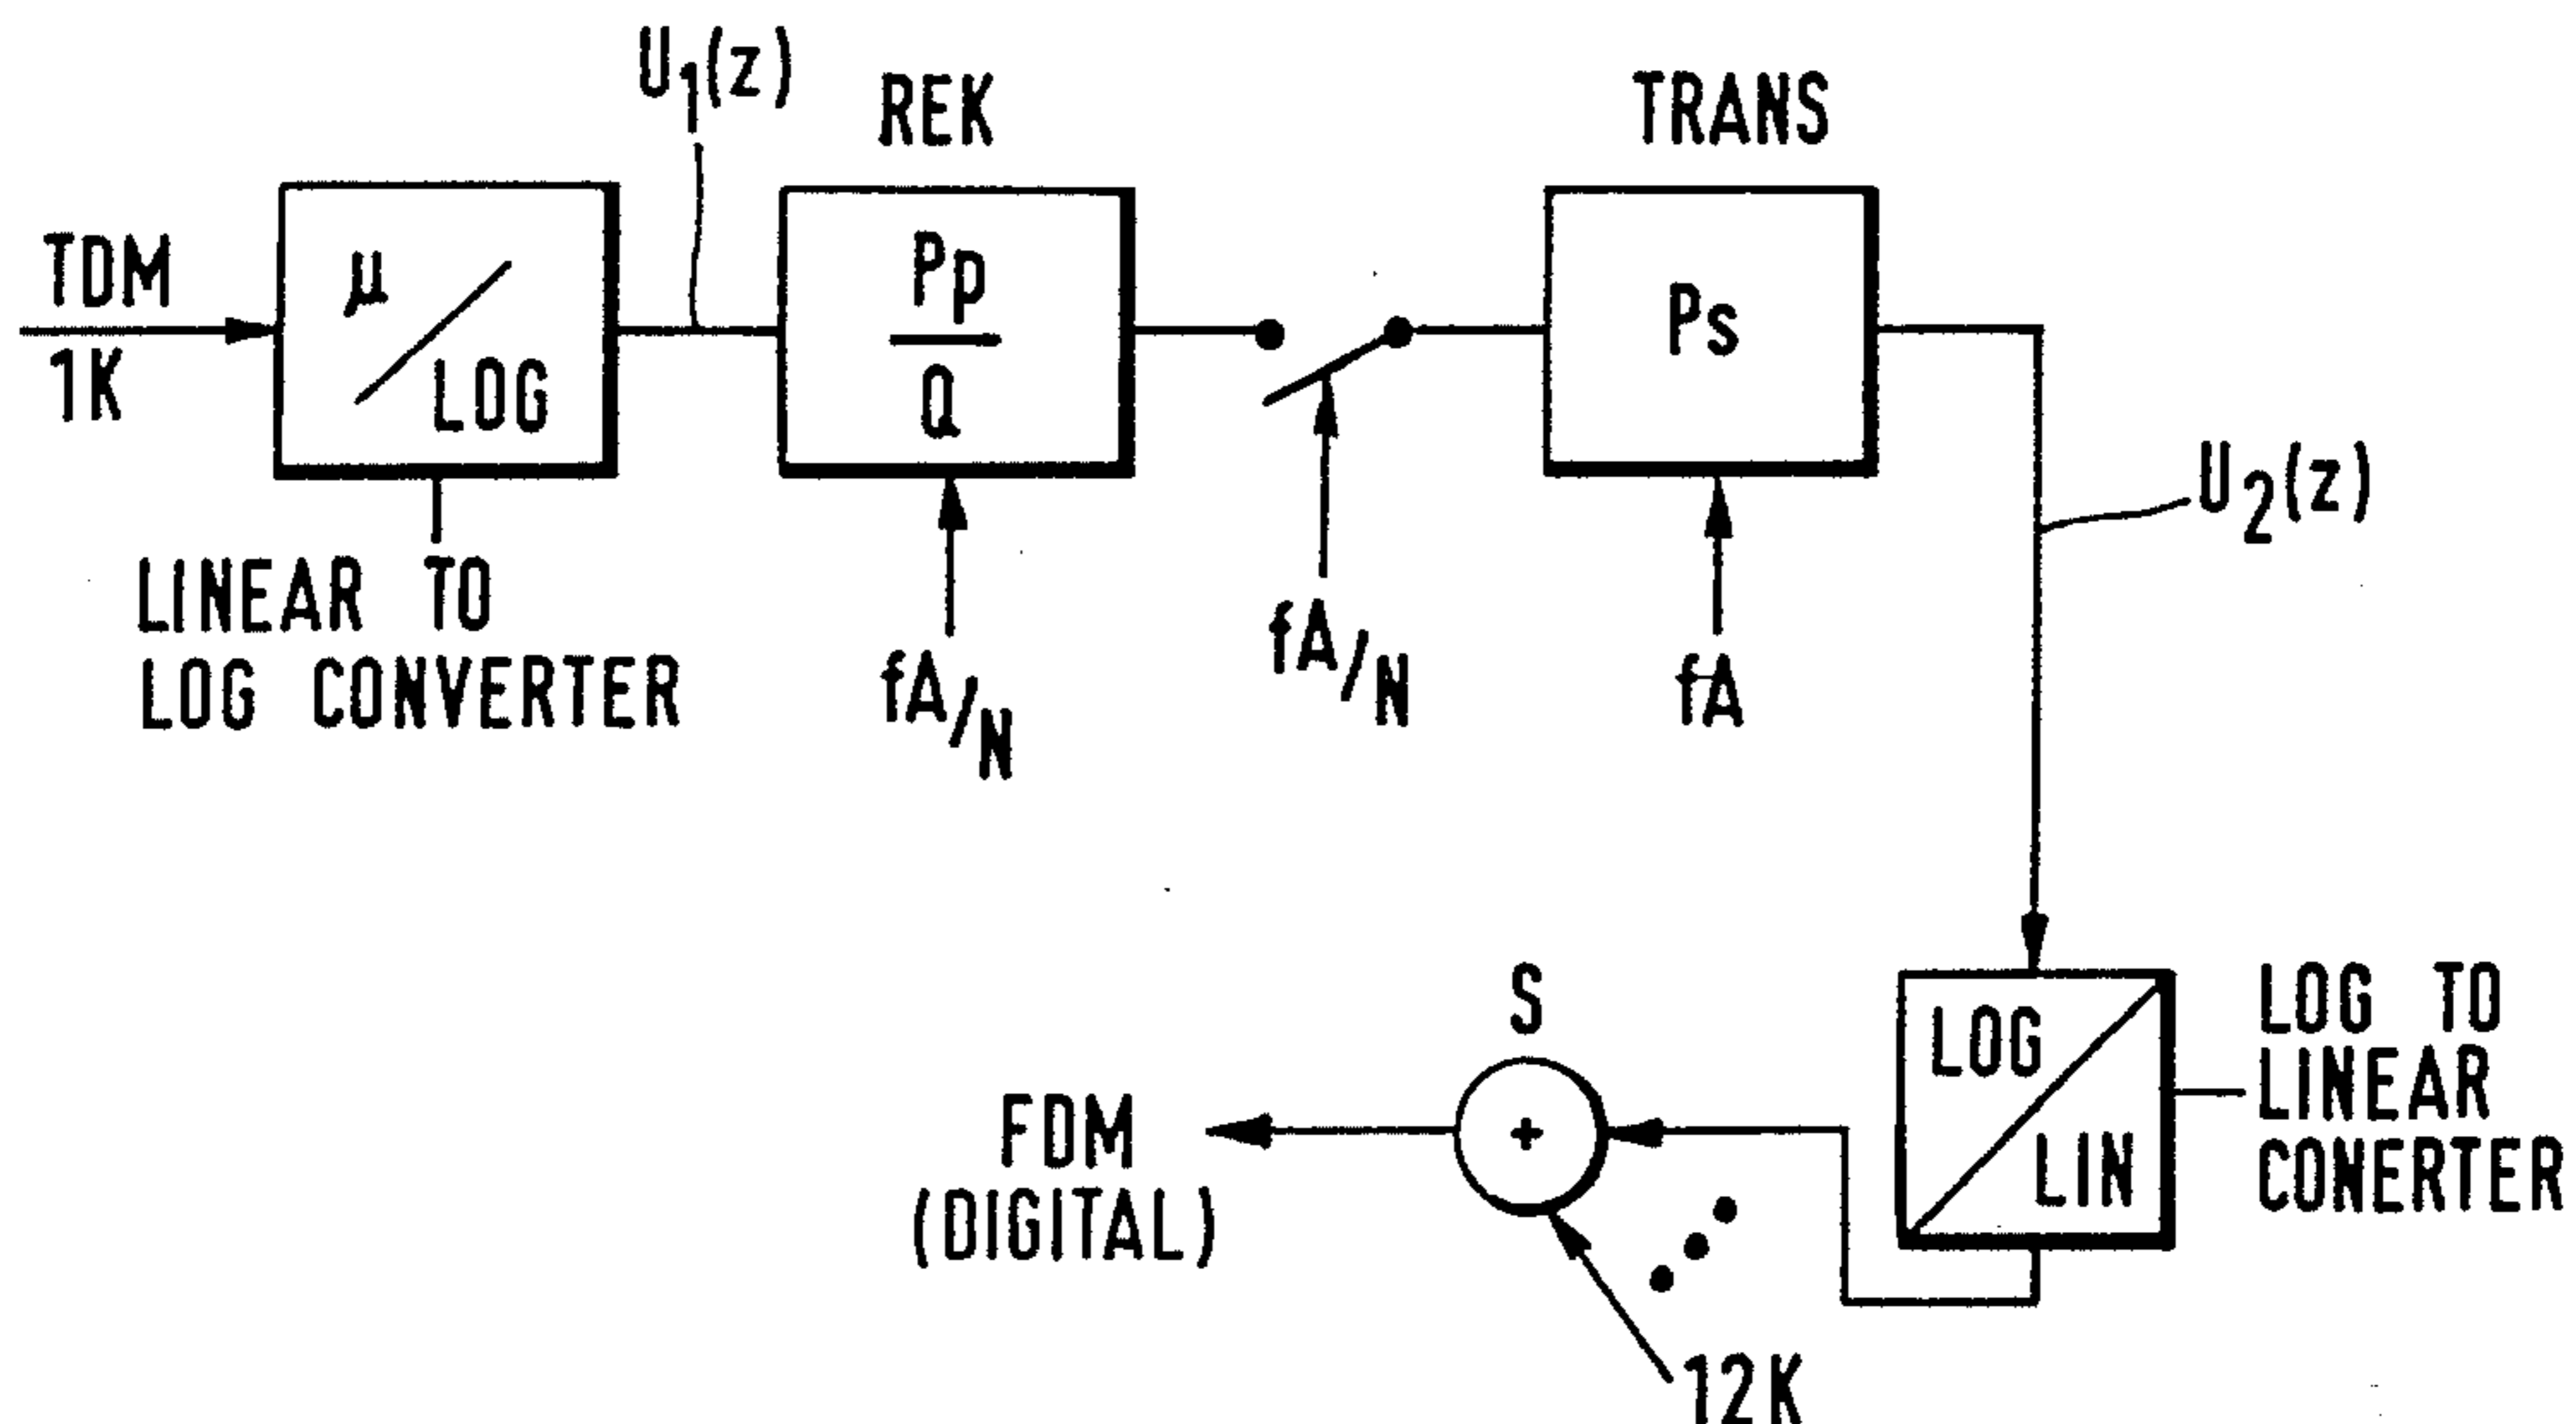 U1(z)
REK
TRANS
TDM
1K
μ
LOG
Pp
Q
Ps
LINEAR TO
LOG CONVERTER
fA/N
fA/N
fA
U2(z)
S
LOG
LIN
LOG TO
LINEAR
CONERTER
FDM
(DIGITAL)
+
12K